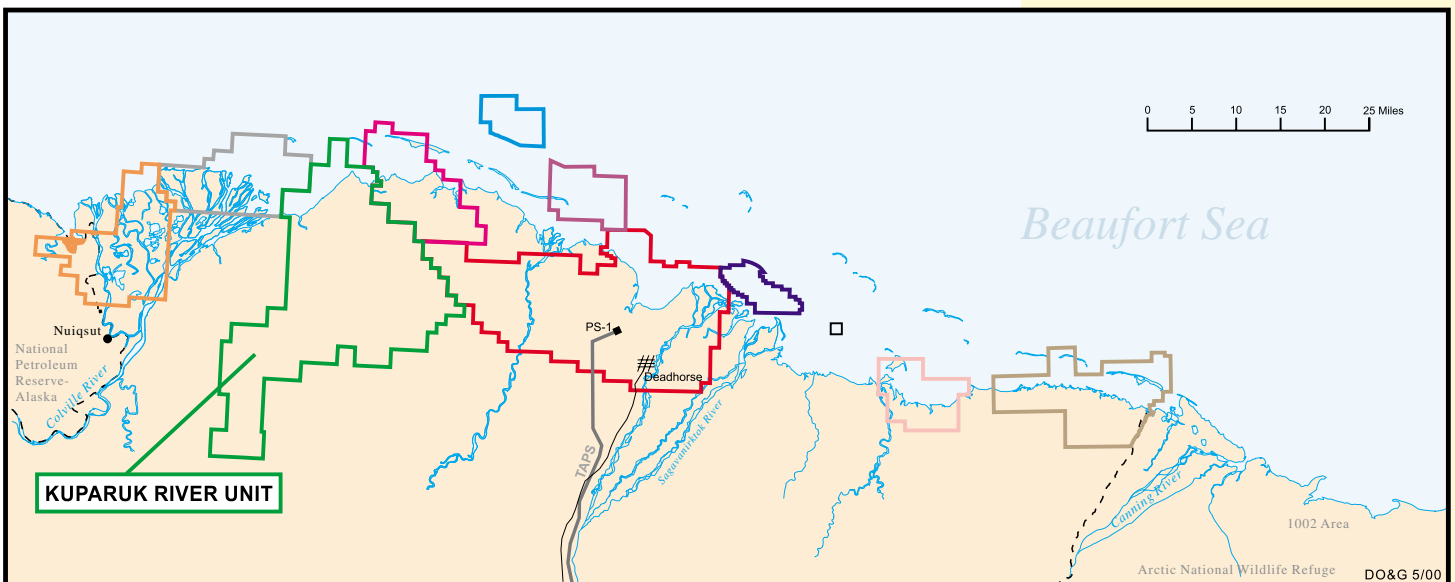 0 5 10 15 20 25 Miles
Beaufort Sea
PS-1
Nuiqsut
National
Petroleum
Reserve-
Alaska
Colville River
Deadhorse
TAPS
Sagavanirktok River
KUPARUK RIVER UNIT
Canning River
1002 Area
Arctic National Wildlife Refuge
DO&G 5/00